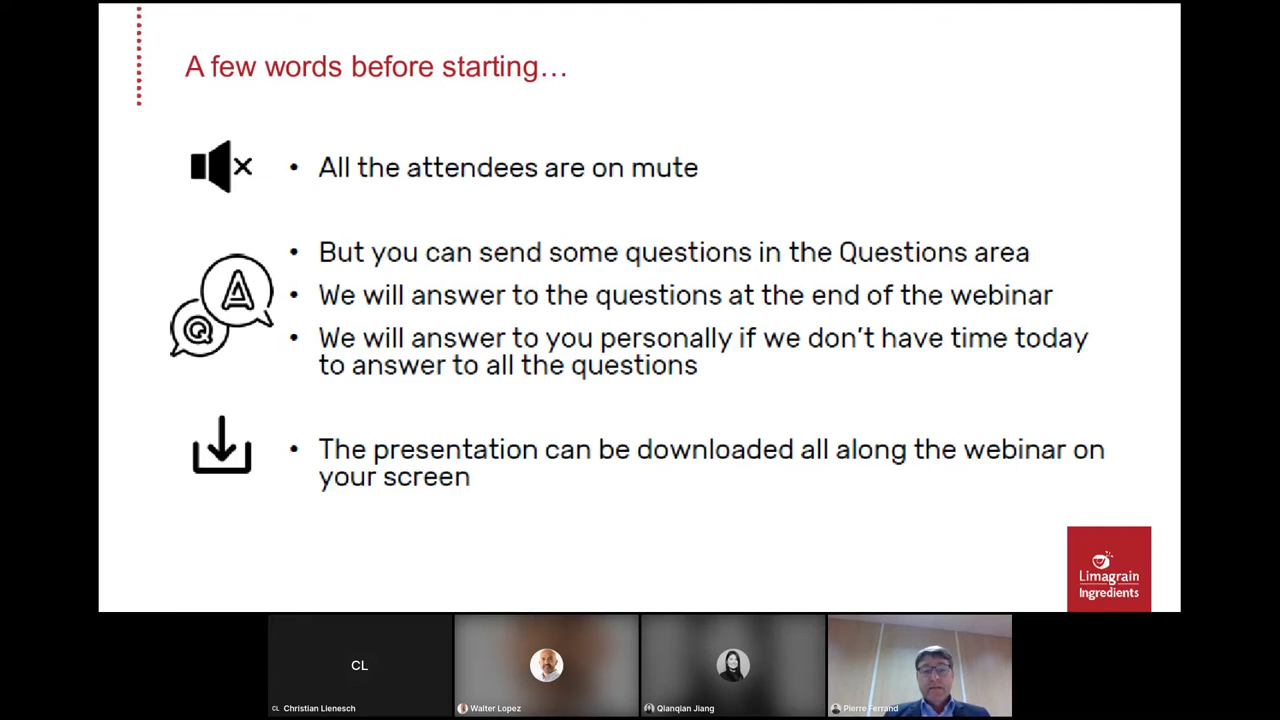 A few words before starting…
• All the attendees are on mute
• But you can send some questions in the Questions area
• We will answer to the questions at the end of the webinar
• We will answer to you personally if we don't have time today
to answer to all the questions
A
Q
• The presentation can be downloaded all along the webinar on
your screen
Limagrain
Ingredients
CL
CL Christian Lienesch
Walter Lopez
Qianqian Jiang
Pierre Ferrand